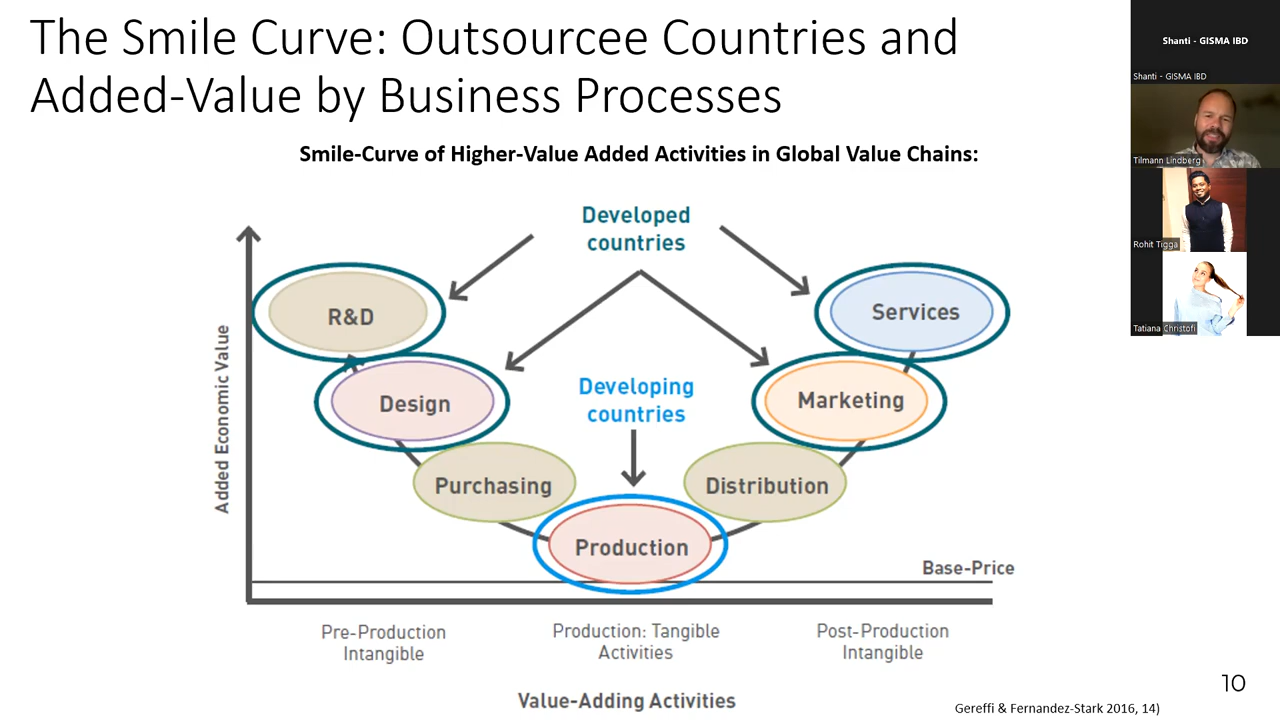 The Smile Curve: Outsourcee Countries and
Added-Value by Business Processes
Smile-Curve of Higher-Value Added Activities in Global Value Chains:
Developed
countries
R&D
Services
Design
Developing
countries
Marketing
Purchasing
Distribution
Production
Added Economic Value
Base-Price
Pre-Production
Intangible
Production: Tangible
Activities
Post-Production
Intangible
Value-Adding Activities
10
Gereffi & Fernandez-Stark 2016, 14)
Shanti - GISMA IBD
Shanti - GISMA IBD
Tilmann Lindberg
Rohit Tigga
Tatiana Christofi